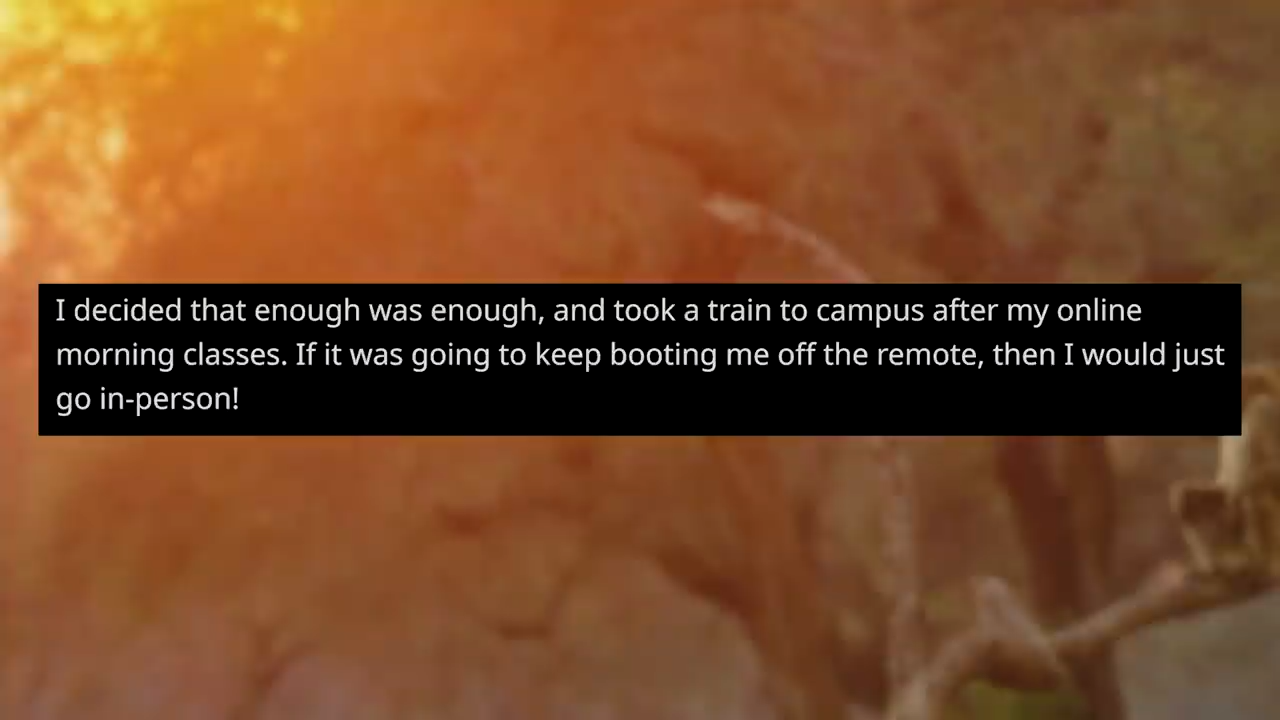 I decided that enough was enough, and took a train to campus after my online
morning classes. If it was going to keep booting me off the remote, then I would just
go in-person!